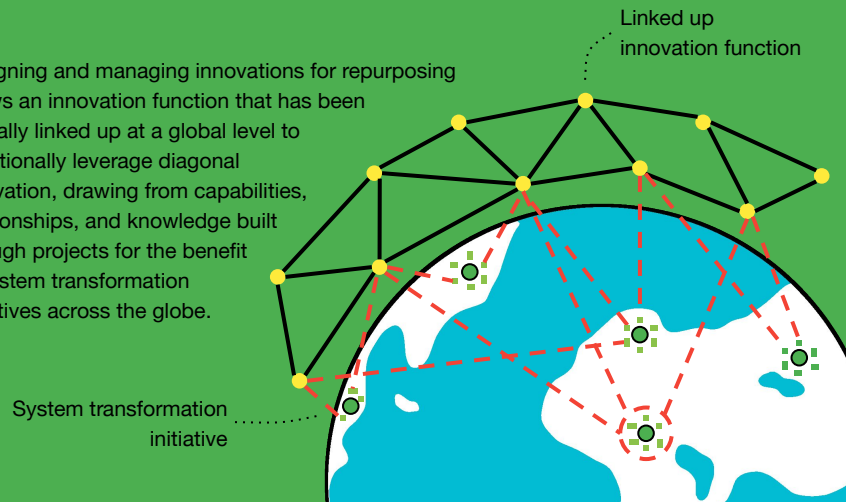 Linked up
innovation function
gning and managing innovations for repurposing
s an innovation function that has been
ally linked up at a global level to
tionally leverage diagonal
vation, drawing from capabilities,
onships, and knowledge built
gh projects for the benefit
stem transformation
tives across the globe.
System transformation
initiative